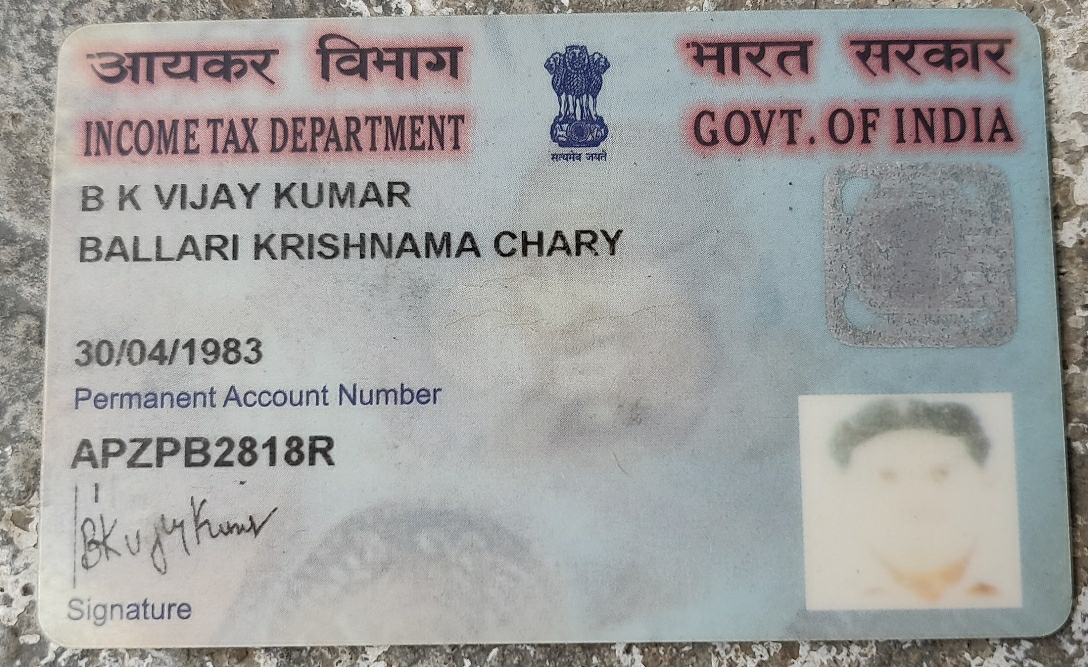 आयकर विभाग
INCOME TAX DEPARTMENT
सत्यमेव जयते
भारत सरकार
GOVT. OF INDIA
B K VIJAY KUMAR
BALLARI KRISHNAMA CHARY
30/04/1983
Permanent Account Number
APZPB2818R
BK Vijay Kumar
Signature